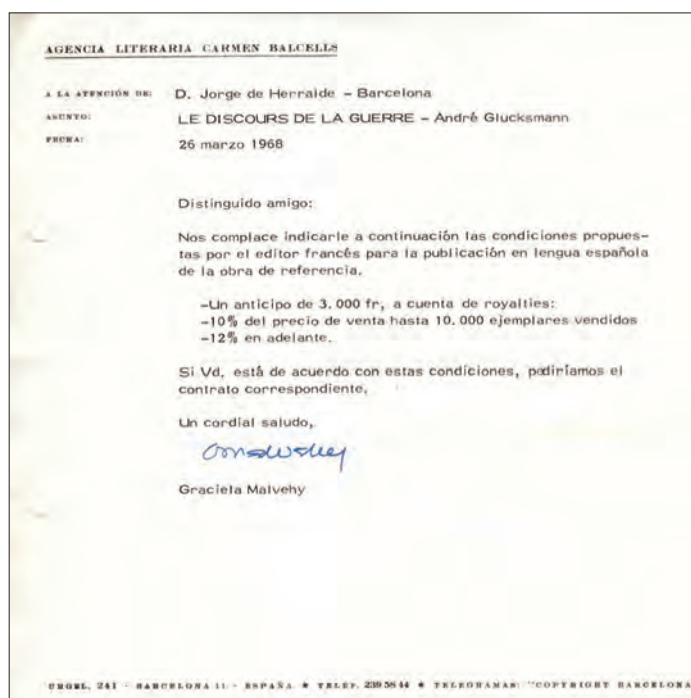 AGENCIA LITERARIA CARMEN BALCELLS
A LA ATENCIÓN DE: D. Jorge de Herralde - Barcelona
ASUNTO: LE DISCOURS DE LA GUERRE - André Glucksmann
FECHA: 26 marzo 1968
Distinguido amigo:
Nos complace indicarle a continuación las condiciones propues-
tas por el editor francés para la publicación en lengua española
de la obra de referencia.
-Un anticipo de 3.000 fr, a cuenta de royalties:
-10% del precio de venta hasta 10.000 ejemplares vendidos
-12% en adelante.
Si Vd, está de acuerdo con estas condiciones, pediríamos el
contrato correspondiente.
Un cordial saludo,
Graciela Malvehy
URGEL, 241 - BARCELONA 11 - ESPAÑA ★ TELEF. 239 58 44 ★ TELEGRAMAS: "COPYRIGHT BARCELONA